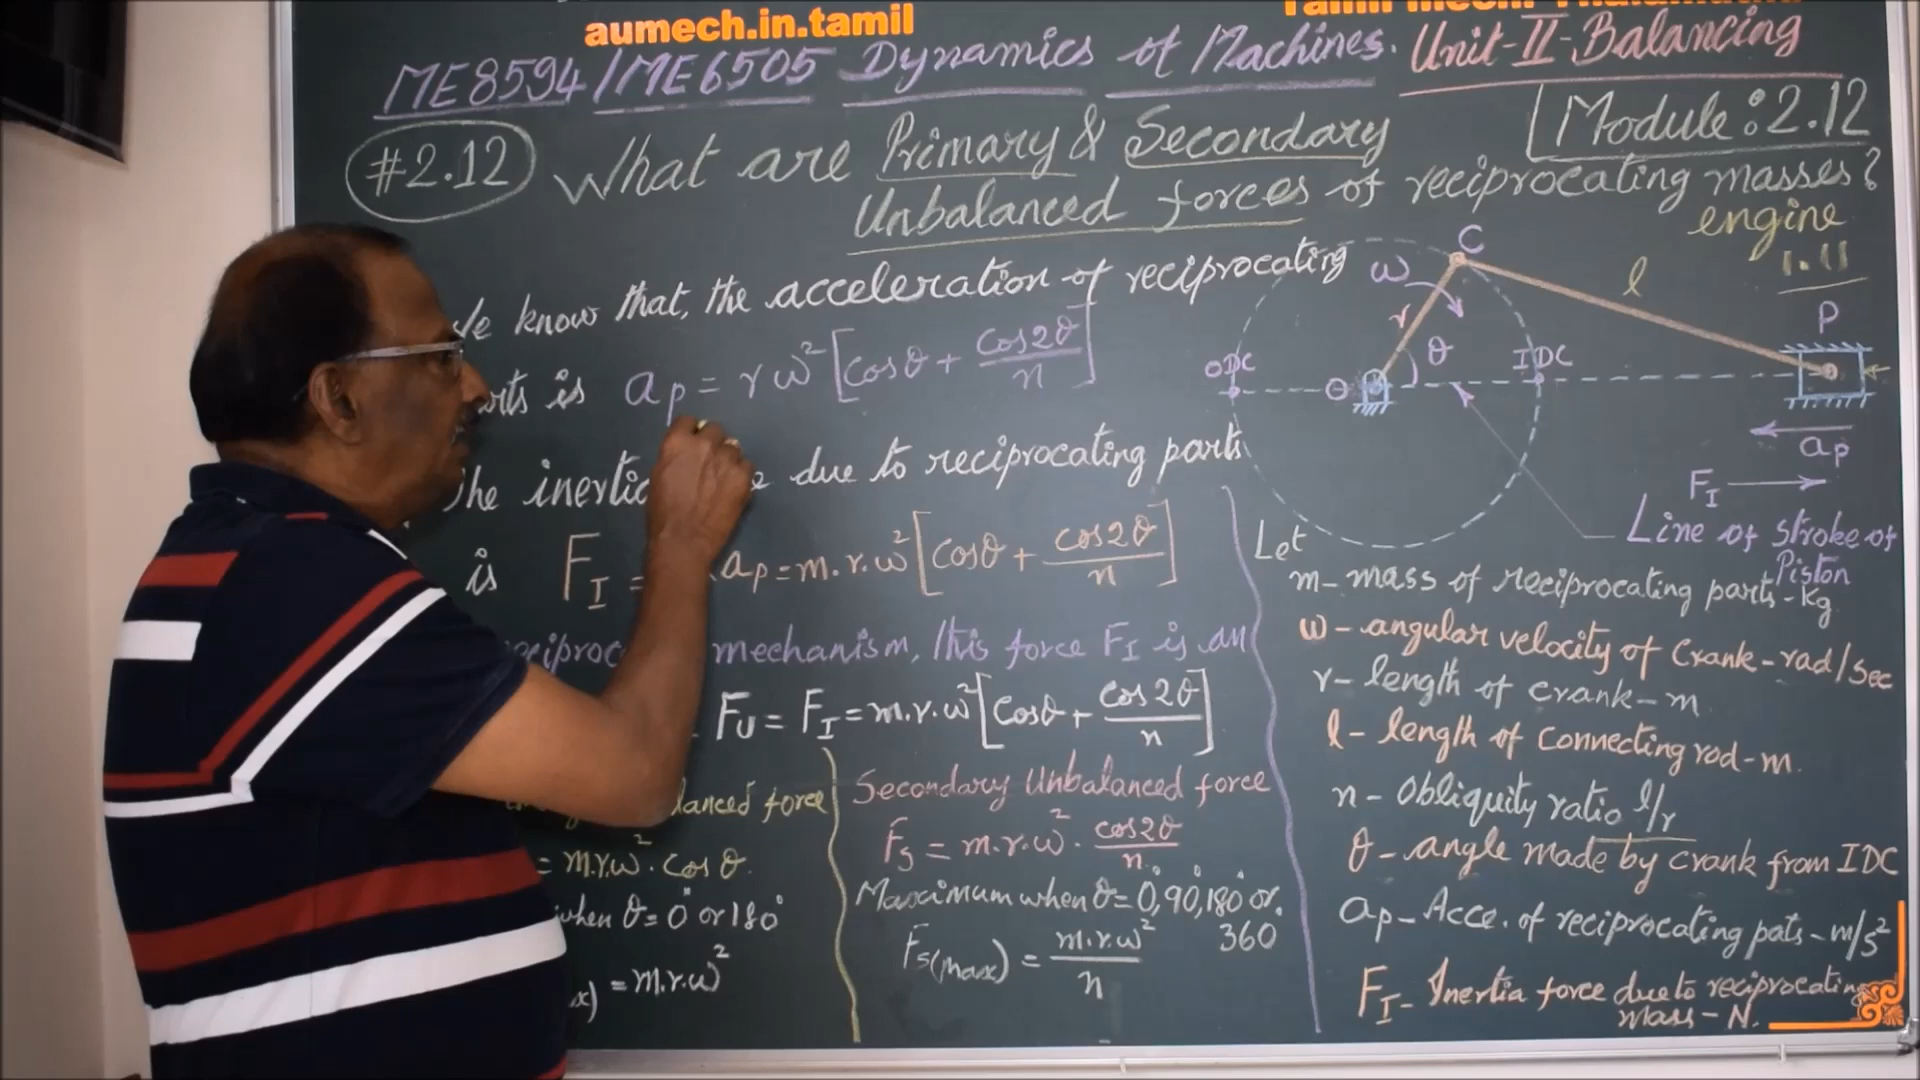 aumech.in.tamil
ME8594/ME6505 Dynamics of Machines. Unit-II-Balancing
Module: 2.12
#2.12 What are Primary & Secondary
Unbalanced forces of reciprocating masses?
engine
1.11
know that, the acceleration of reciprocating
is aP = rω² [cosθ + cos2θ/n]
The due to reciprocating parts
is FI = aP = m.r.ω² [cosθ + cos2θ/n]
mechanism, this force FI is an
FU = FI = m.r.ω² [cosθ + cos2θ/n]
force
= m.r.ω². cosθ.
when θ = 0° or 180°
= m.r.ω²
Secondary Unbalanced force
FS = m.r.ω². cos2θ/n.
Maximum when θ = 0°, 90°, 180° or.
360
FS(max) = m.r.ω²/n
C
ω
l
r
P
θ
ODC
O
IDC
aP
FI
Line of stroke of
Piston
Let
m - mass of reciprocating parts - kg
ω - angular velocity of crank - rad/sec
r - length of crank - m
l - length of connecting rod - m.
n - Obliquity ratio l/r
θ - angle made by crank from IDC
aP - Acce. of reciprocating pats - m/s²
FI - Inertia force due to reciprocating
mass - N.